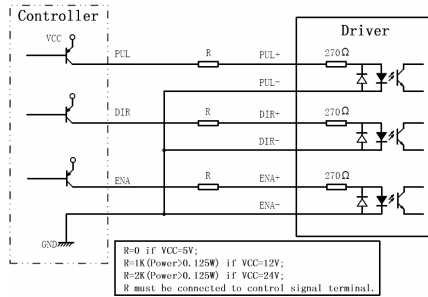 Controller
Driver
VCC
PUL
R
PUL+
270Ω
PUL-
DIR
R
DIR+
270Ω
DIR-
ENA
R
ENA+
270Ω
ENA-
GND
R=0 if VCC=5V;
R=1K(Power>0.125W) if VCC=12V;
R=2K(Power>0.125W) if VCC=24V;
R must be connected to control signal terminal.